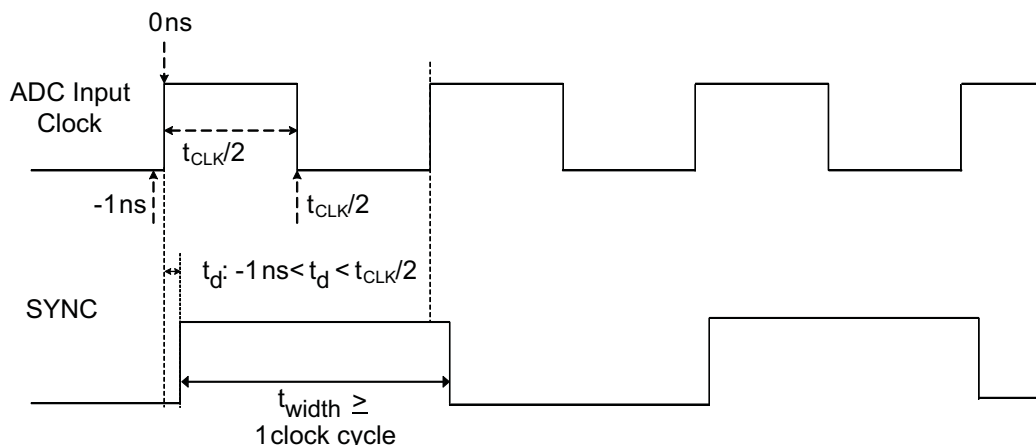 0ns
ADC Input
Clock
tCLK/2
-1ns
tCLK/2
td: -1ns< td < tCLK/2
SYNC
twidth ≥
1clock cycle